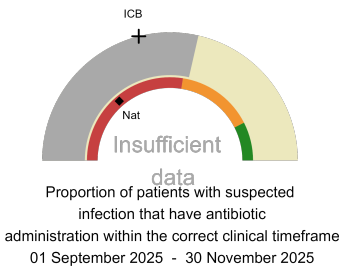 ICB
Nat
Insufficient
data
Proportion of patients with suspected
infection that have antibiotic
administration within the correct clinical timeframe
01 September 2025 - 30 November 2025